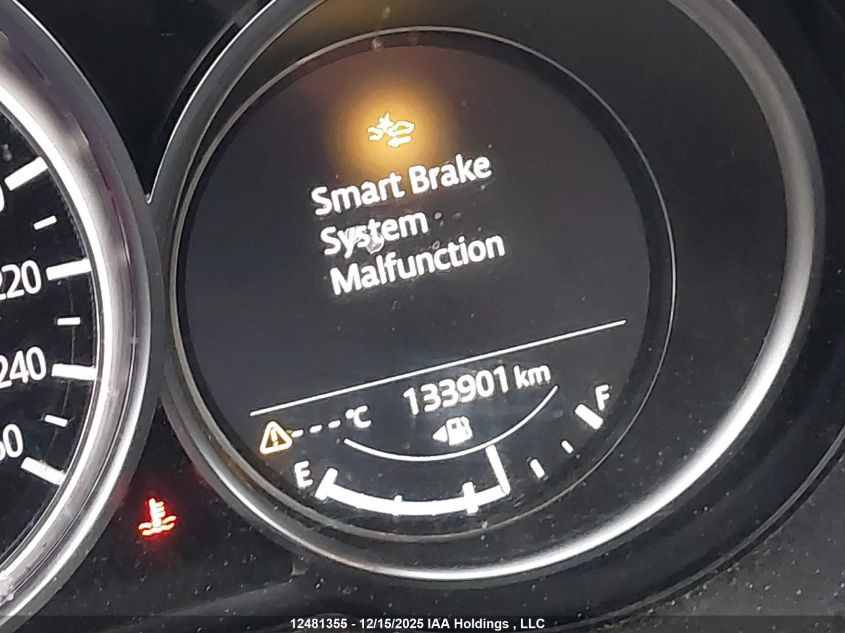 Smart Brake
System
Malfunction
220
240
--- °C 133901 km
E F
12481355 - 12/15/2025 IAA Holdings , LLC